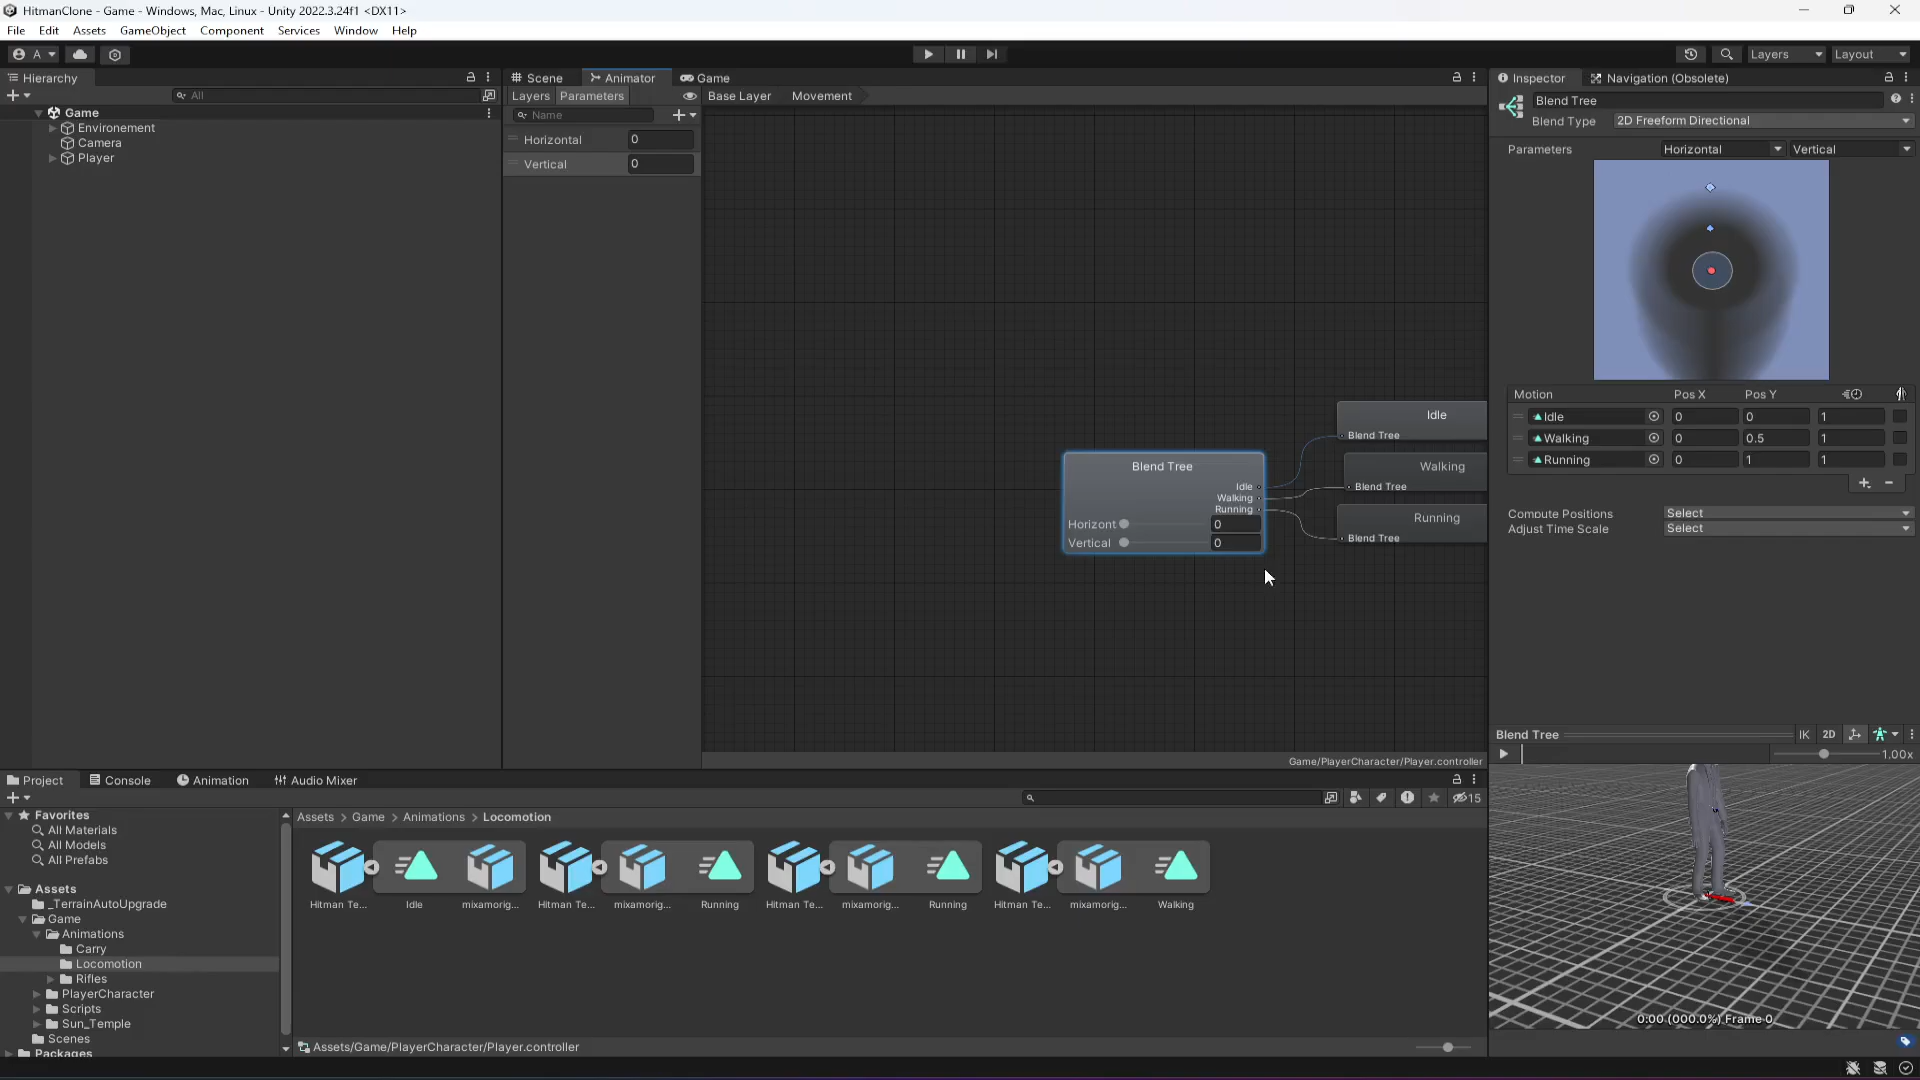 HitmanClone - Game - Windows, Mac, Linux - Unity 2022.3.24f1 <DX11>
File Edit Assets GameObject Component Services Window Help
A Layers Layout
Hierarchy
All
Game
Environement
Camera
Player
Scene Animator Game
Layers Parameters Base Layer Movement
Name
Horizontal 0
Vertical 0
Blend Tree
Idle
Walking
Running
Horizont 0
Vertical 0
Idle
Blend Tree
Walking
Blend Tree
Running
Blend Tree
Game/PlayerCharacter/Player.controller
Inspector Navigation (Obsolete)
Blend Tree
Blend Type 2D Freeform Directional
Parameters Horizontal Vertical
Motion Pos X Pos Y
Idle 0 0 1
Walking 0 0.5 1
Running 0 1 1
Compute Positions Select
Adjust Time Scale Select
Blend Tree IK 2D
1.00x
0:00 (000.0%) Frame 0
Project Console Animation Audio Mixer
15
Favorites
All Materials
All Models
All Prefabs
Assets
_TerrainAutoUpgrade
Game
Animations
Carry
Locomotion
Rifles
PlayerCharacter
Scripts
Sun_Temple
Scenes
Packages
Assets > Game > Animations > Locomotion
Hitman Te... Idle mixamorig... Hitman Te... mixamorig... Running Hitman Te... mixamorig... Running Hitman Te... mixamorig... Walking
Assets/Game/PlayerCharacter/Player.controller